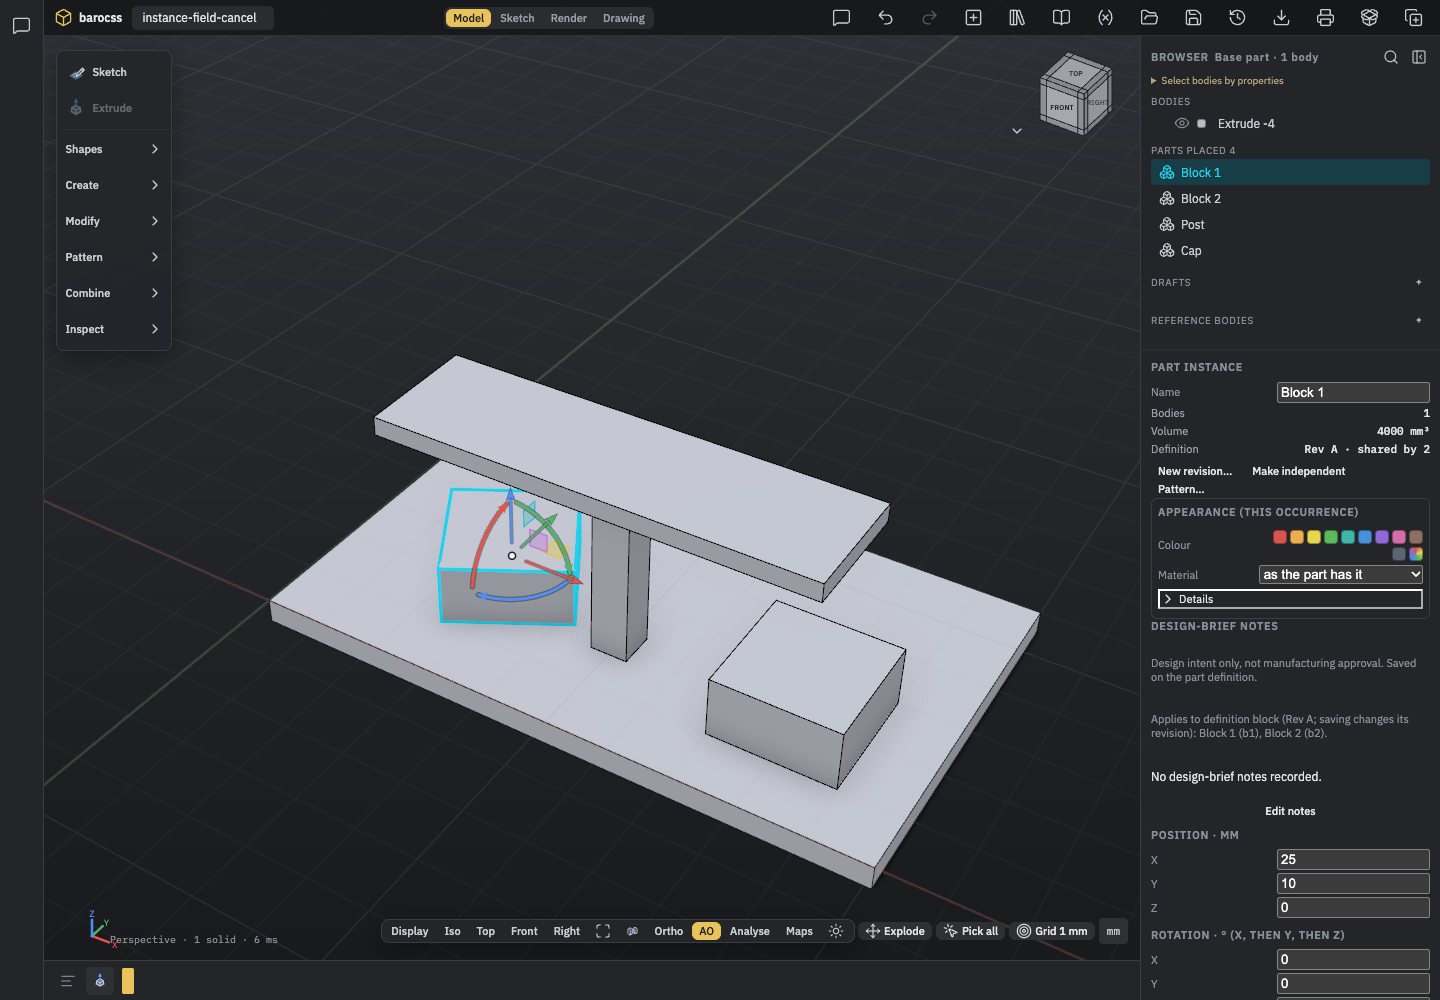 barocss
instance-field-cancel
Model Sketch Render Drawing
Sketch
Extrude
Shapes
Create
Modify
Pattern
Combine
Inspect
TOP
FRONT
RIGHT
BROWSER Base part · 1 body
Select bodies by properties
BODIES
Extrude -4
PARTS PLACED 4
Block 1
Block 2
Post
Cap
DRAFTS +
REFERENCE BODIES +
PART INSTANCE
Name Block 1
Bodies 1
Volume 4000 mm³
Definition Rev A · shared by 2
New revision... Make independent
Pattern...
APPEARANCE (THIS OCCURRENCE)
Colour
Material as the part has it
Details
DESIGN-BRIEF NOTES
Design intent only, not manufacturing approval. Saved
on the part definition.
Applies to definition block (Rev A; saving changes its
revision): Block 1 (b1), Block 2 (b2).
No design-brief notes recorded.
Edit notes
POSITION · MM
X 25
Y 10
Z 0
ROTATION · ° (X, THEN Y, THEN Z)
X 0
Y 0
Z
Y
X
Perspective · 1 solid · 6 ms
Display Iso Top Front Right Ortho AO Analyse Maps Explode Pick all Grid 1 mm mm